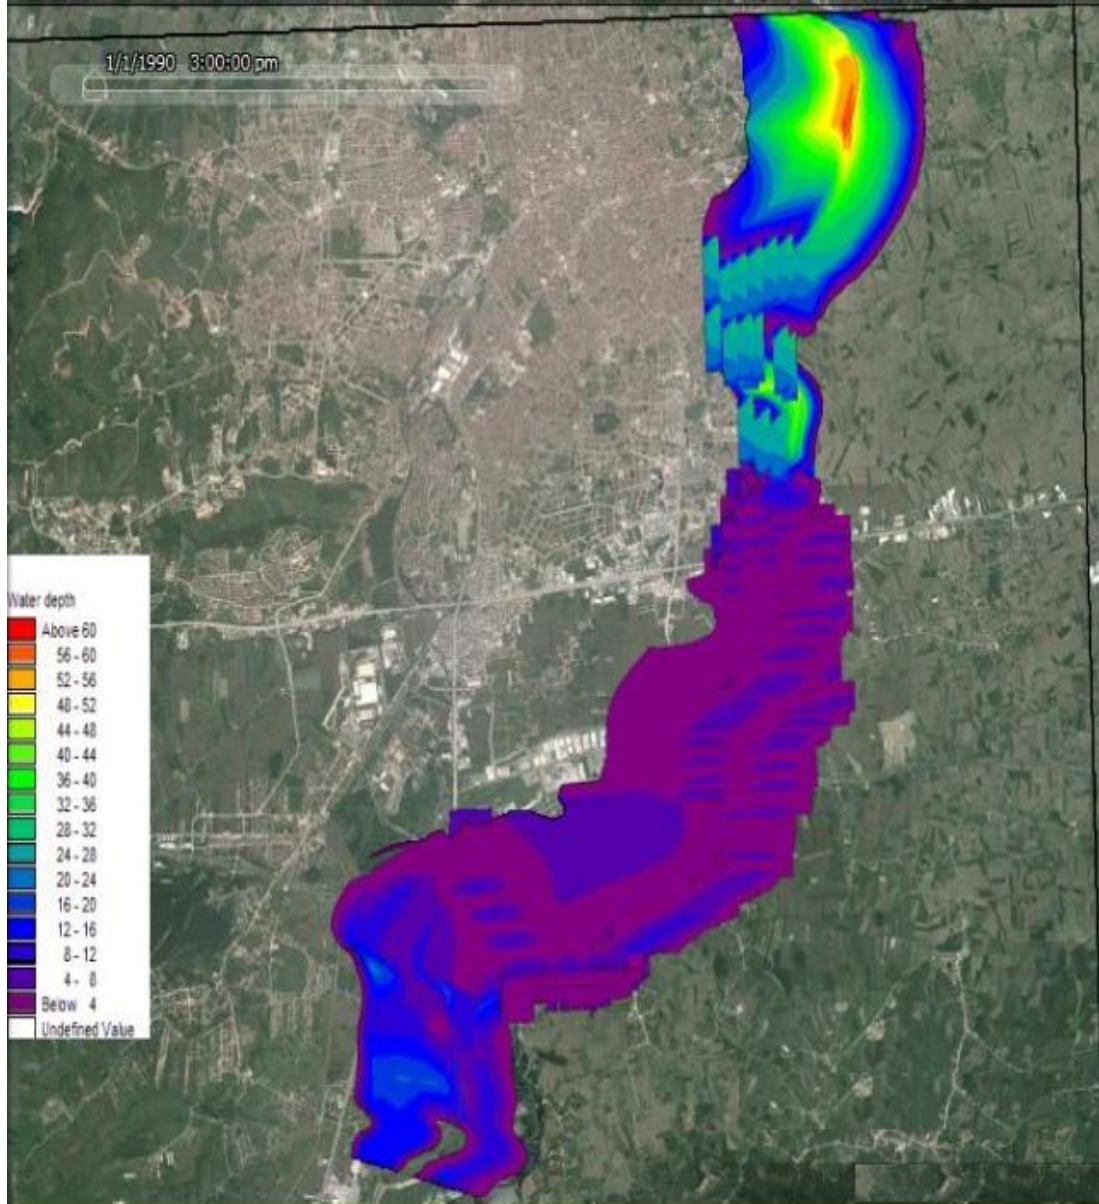 1/1/1990 3:00:00 pm
Water depth
Above 60
56 - 60
52 - 56
48 - 52
44 - 48
40 - 44
36 - 40
32 - 36
28 - 32
24 - 28
20 - 24
16 - 20
12 - 16
8 - 12
4 - 8
Below 4
Undefined Value